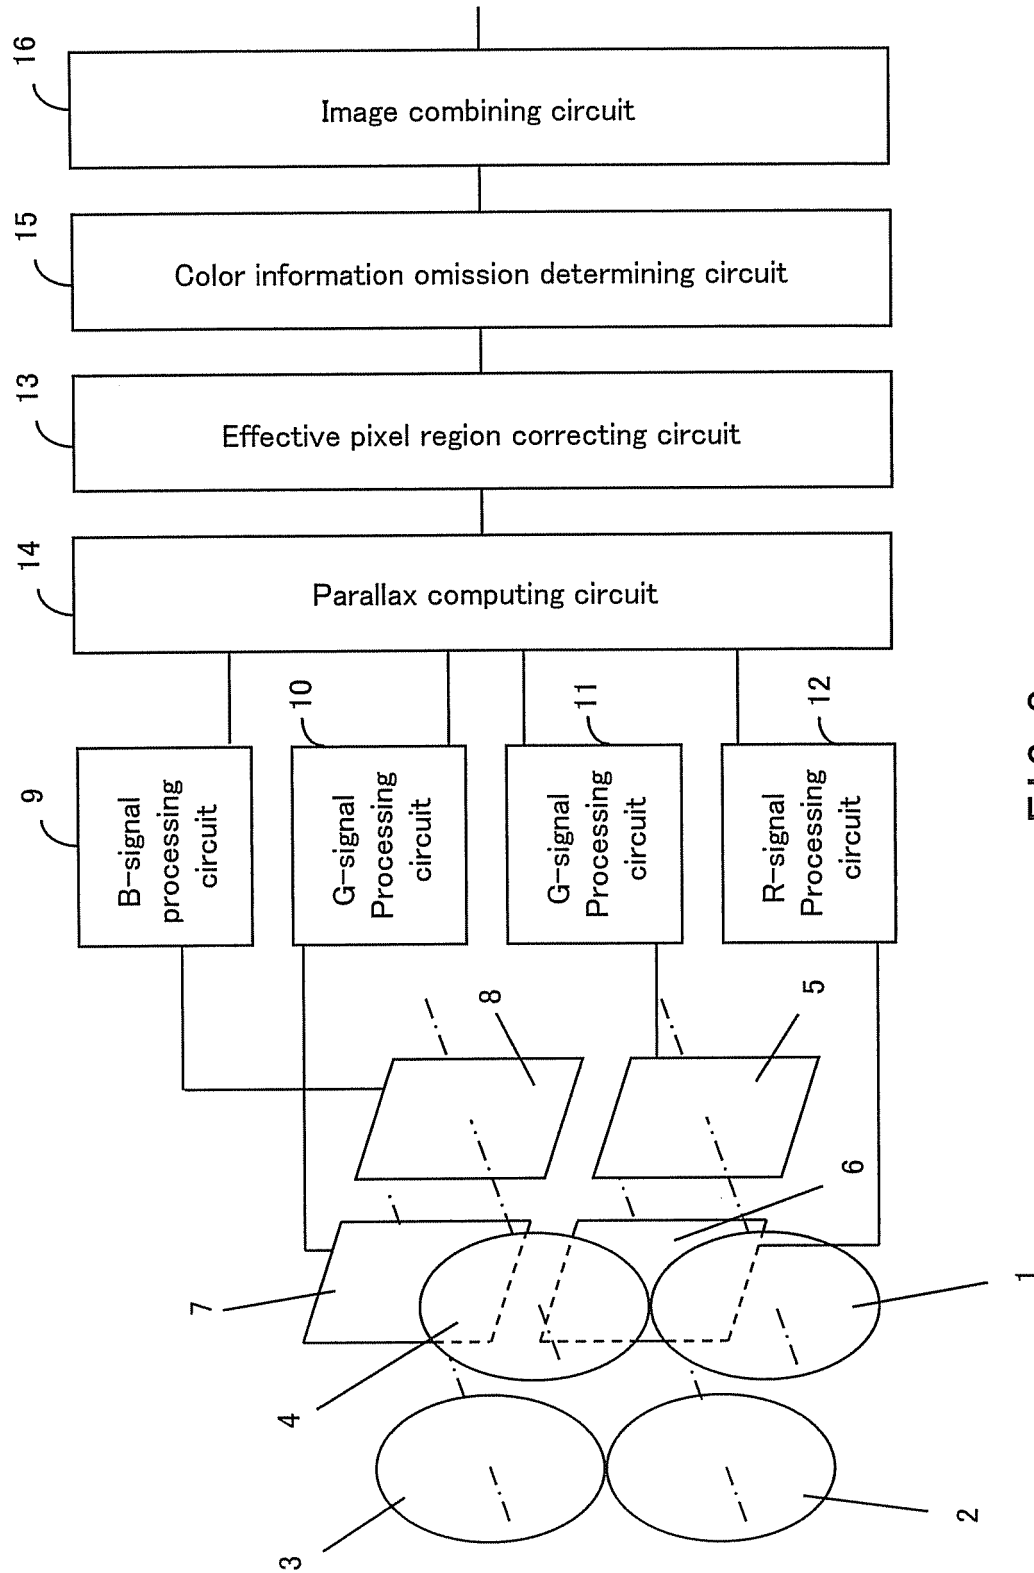 16
Image combining circuit
15
Color information omission determining circuit
13
Effective pixel region correcting circuit
14
Parallax computing circuit
9
B-signal
processing
circuit
10
G-signal
Processing
circuit
11
G-signal
Processing
circuit
12
R-signal
Processing
circuit
8
5
7
6
4
1
3
2